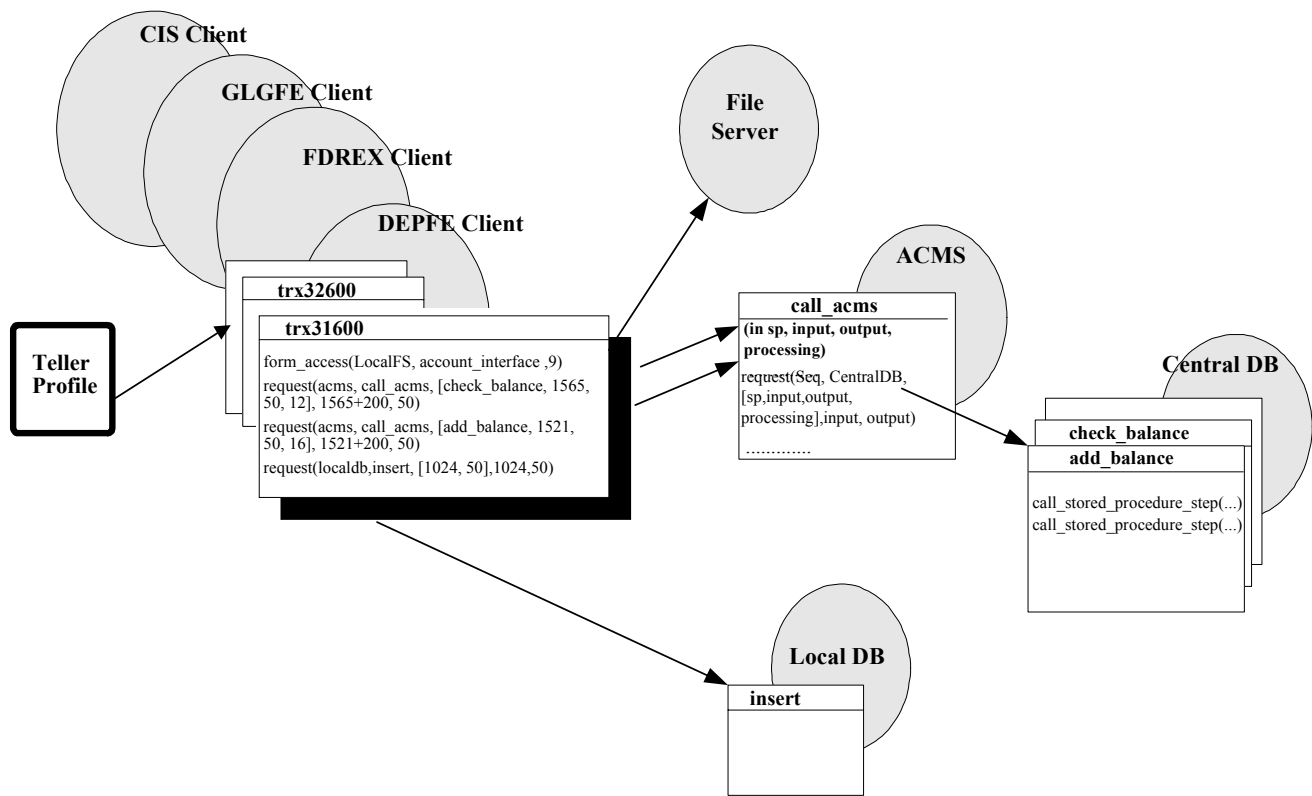 CIS Client
GLGFE Client
FDREX Client
DEPFE Client
File
Server
ACMS
Central DB
Local DB
Teller
Profile
trx32600
trx31600
form_access(LocalFS, account_interface ,9)
request(acms, call_acms, [check_balance, 1565,
50, 12], 1565+200, 50)
request(acms, call_acms, [add_balance, 1521,
50, 16], 1521+200, 50)
request(localdb,insert, [1024, 50],1024,50)
call_acms
(in sp, input, output,
processing)
.............
request(Seq, CentralDB,
[sp,input,output,
processing],input, output)
.............
check_balance
add_balance
call_stored_procedure_step(...)
call_stored_procedure_step(...)
insert